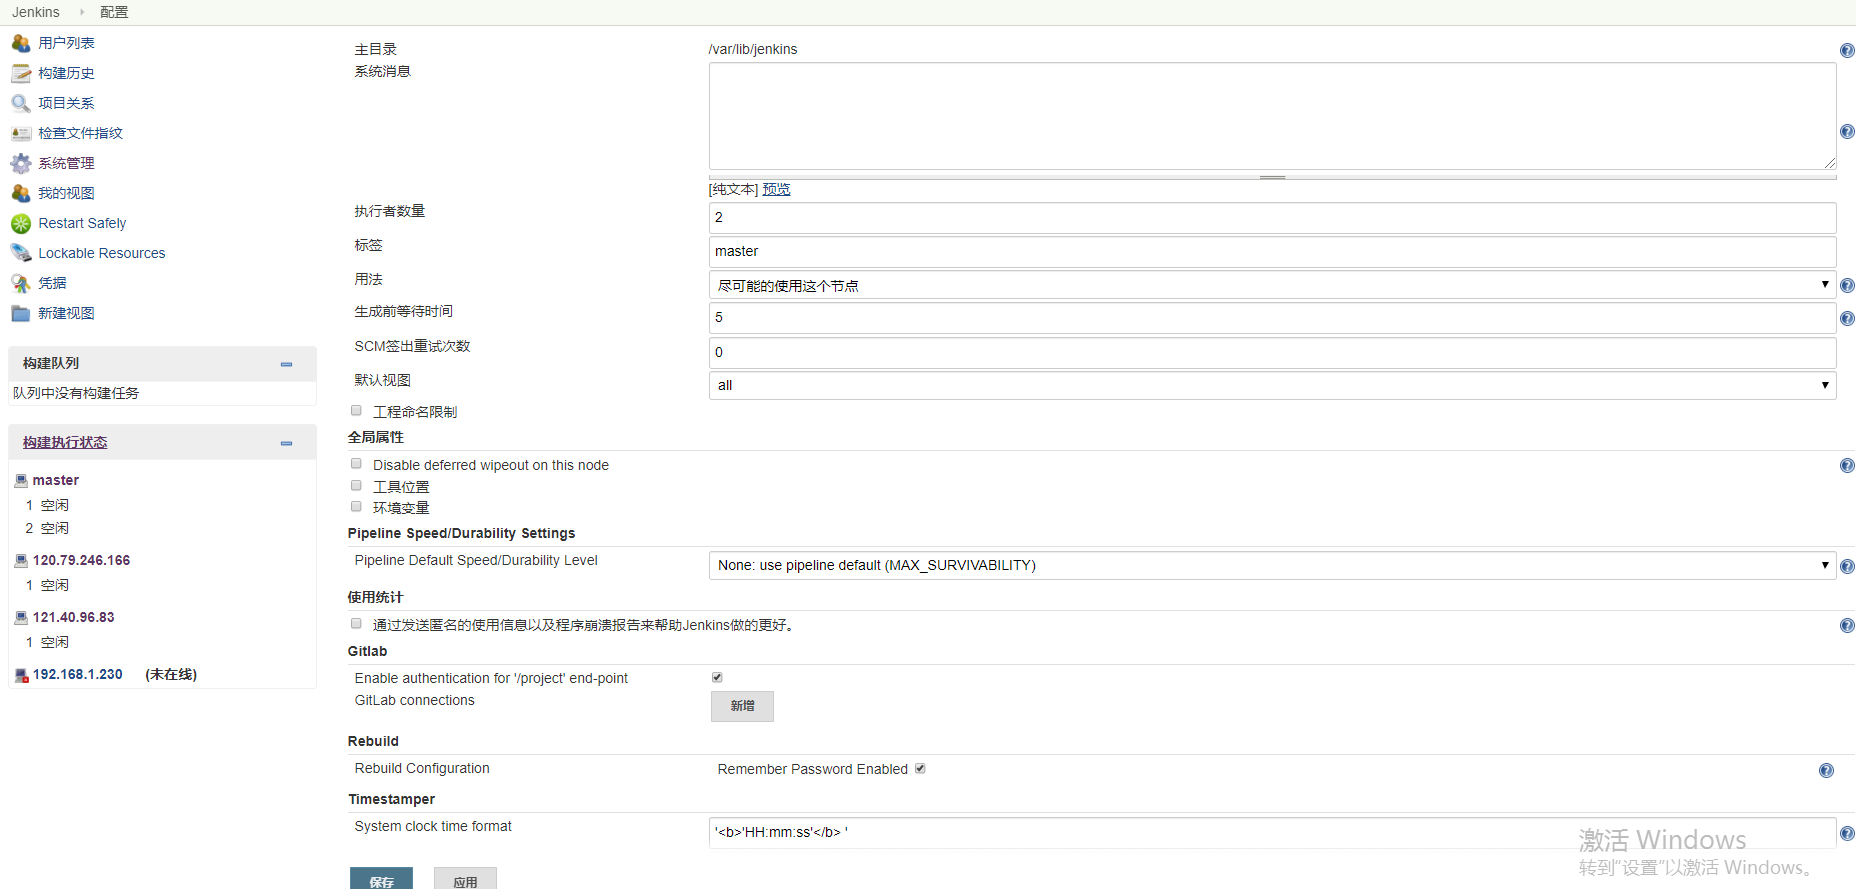 Jenkins 配置
用户列表
构建历史
项目关系
检查文件指纹
系统管理
我的视图
Restart Safely
Lockable Resources
凭据
新建视图
构建队列
队列中没有构建任务
构建执行状态
master
1 空闲
2 空闲
120.79.246.166
1 空闲
121.40.96.83
1 空闲
192.168.1.230 (未在线)
主目录 /var/lib/jenkins
系统消息
[纯文本] 预览
执行者数量 2
标签 master
用法 尽可能的使用这个节点
生成前等待时间 5
SCM签出重试次数 0
默认视图 all
工程命名限制
全局属性
Disable deferred wipeout on this node
工具位置
环境变量
Pipeline Speed/Durability Settings
Pipeline Default Speed/Durability Level None: use pipeline default (MAX_SURVIVABILITY)
使用统计
通过发送匿名的使用信息以及程序崩溃报告来帮助Jenkins做的更好。
Gitlab
Enable authentication for '/project' end-point
GitLab connections 新增
Rebuild
Rebuild Configuration Remember Password Enabled
Timestamper
System clock time format '<b>'HH:mm:ss'</b> '
保存 应用
激活 Windows
转到“设置”以激活 Windows。